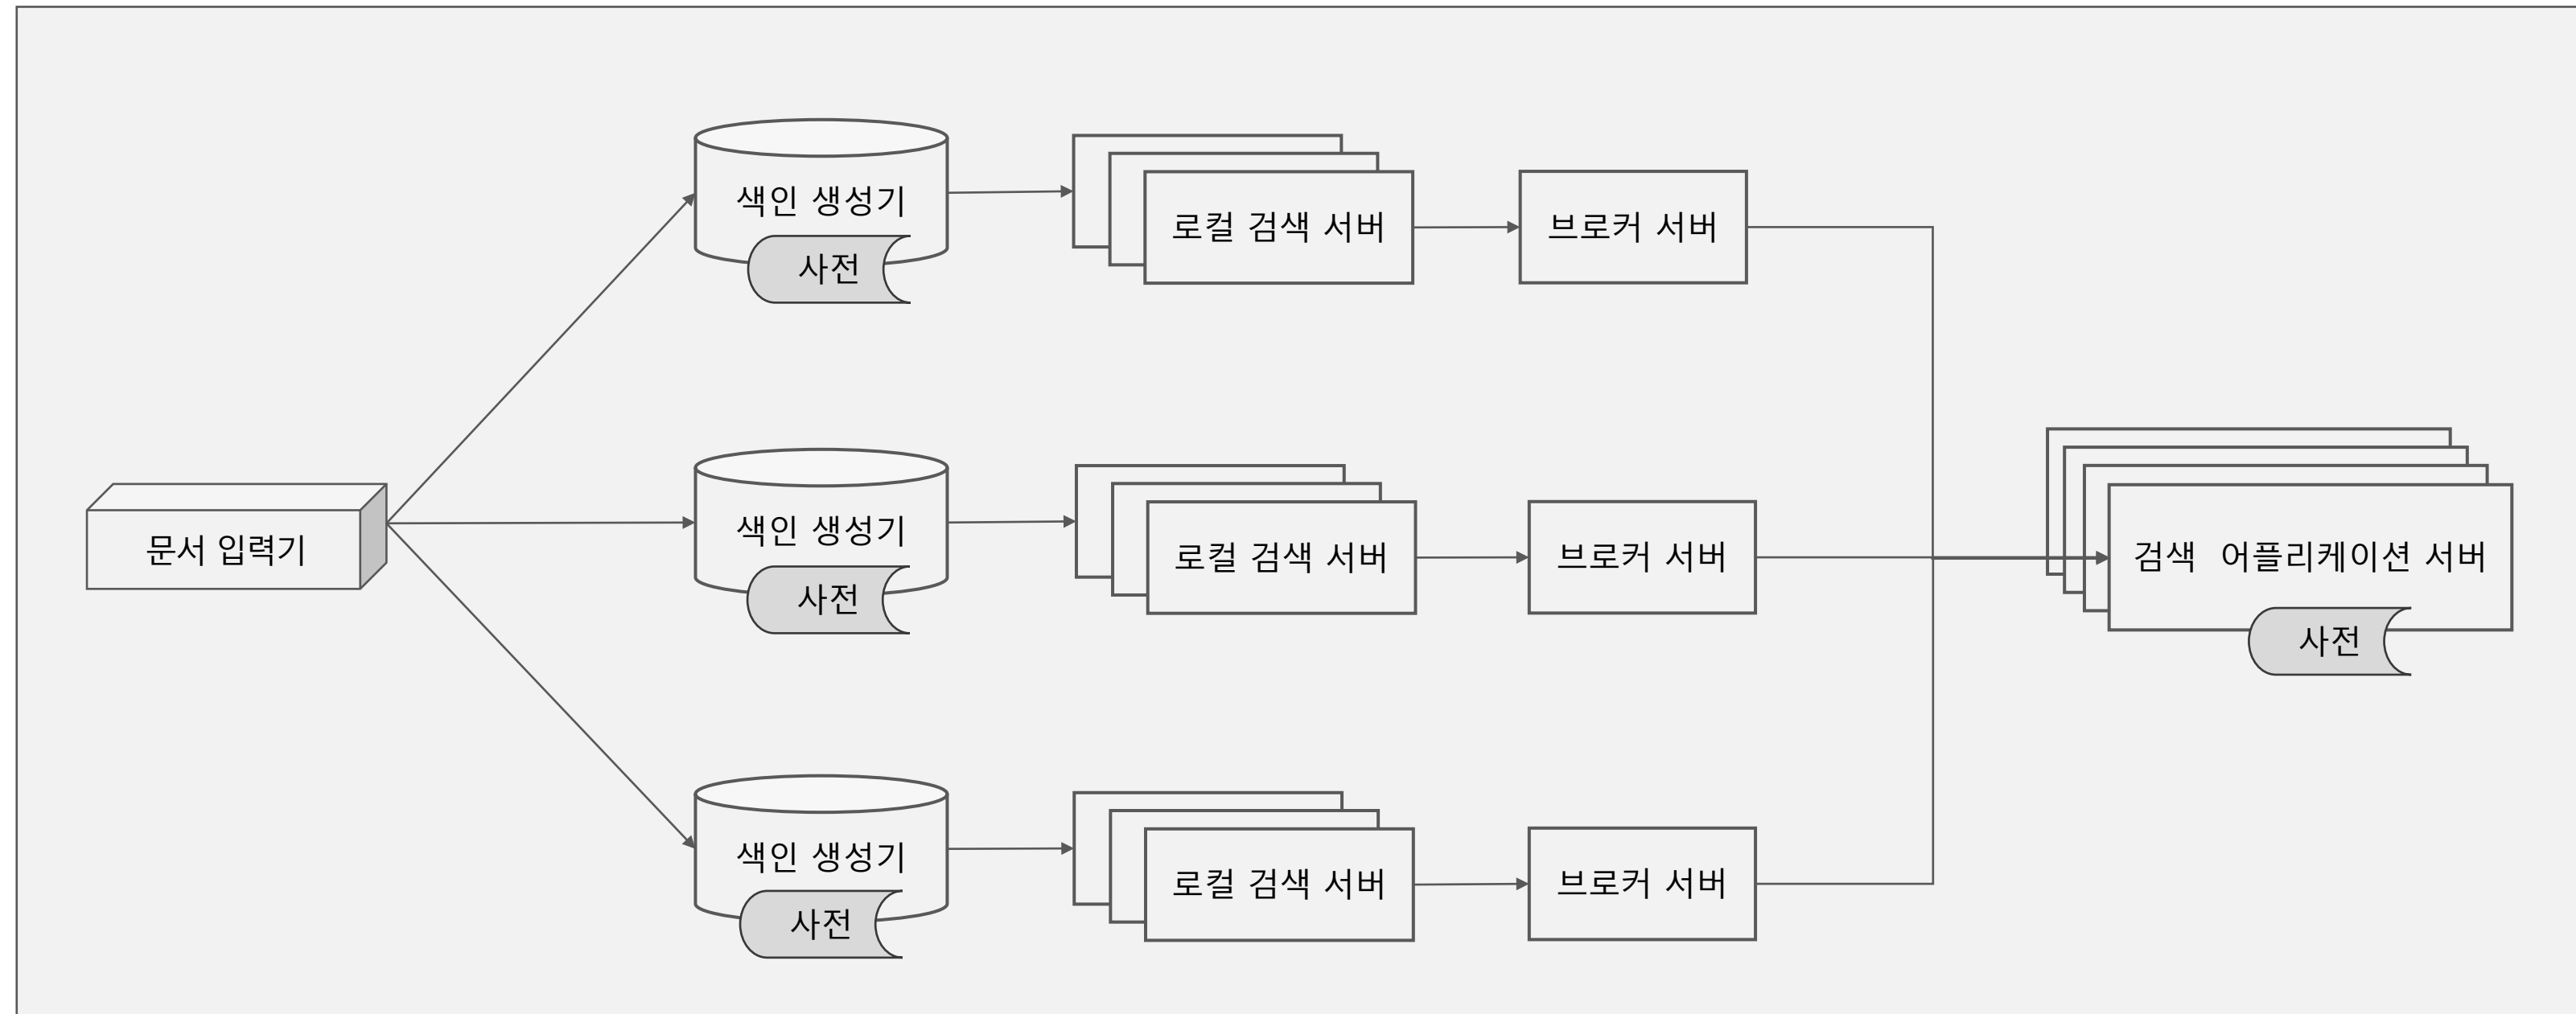 색인 생성기
사전
로컬 검색 서버
브로커 서버
문서 입력기
색인 생성기
사전
로컬 검색 서버
브로커 서버
검색 어플리케이션 서버
사전
색인 생성기
사전
로컬 검색 서버
브로커 서버